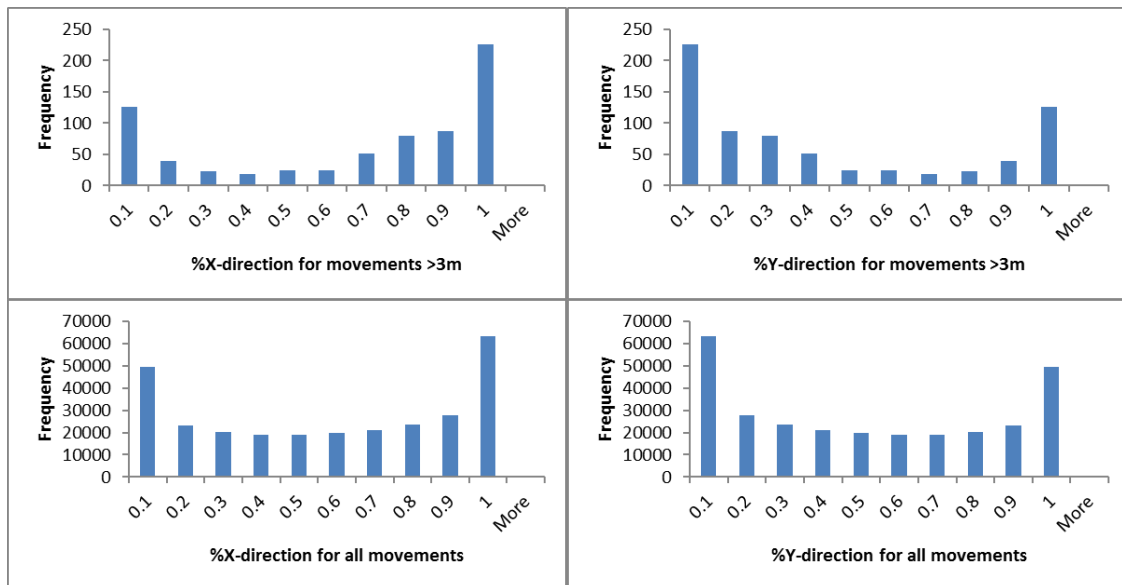 250
200
150
100
50
0
Frequency
0.1 0.2 0.3 0.4 0.5 0.6 0.7 0.8 0.9 1 More
%X-direction for movements >3m
250
200
150
100
50
0
Frequency
0.1 0.2 0.3 0.4 0.5 0.6 0.7 0.8 0.9 1 More
%Y-direction for movements >3m
70000
60000
50000
40000
30000
20000
10000
0
Frequency
0.1 0.2 0.3 0.4 0.5 0.6 0.7 0.8 0.9 1 More
%X-direction for all movements
70000
60000
50000
40000
30000
20000
10000
0
Frequency
0.1 0.2 0.3 0.4 0.5 0.6 0.7 0.8 0.9 1 More
%Y-direction for all movements